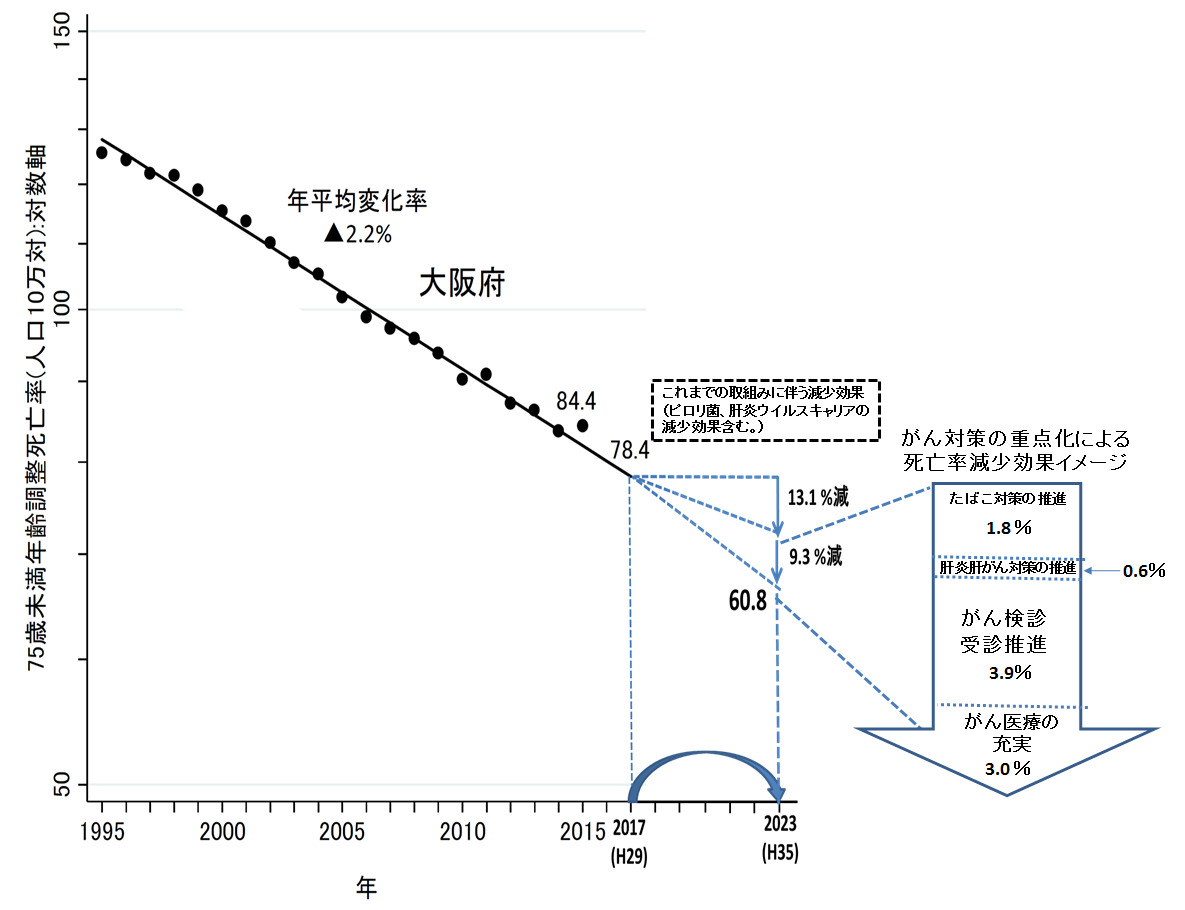 150
100
50
75歳未満年齢調整死亡率(人口10万対):対数軸
年平均変化率
▲2.2%
大阪府
84.4
78.4
これまでの取組みに伴う減少効果
(ピロリ菌、肝炎ウイルスキャリアの
減少効果含む。)
13.1%減
9.3%減
60.8
がん対策の重点化による
死亡率減少効果イメージ
たばこ対策の推進
1.8%
肝炎肝がん対策の推進
0.6%
がん検診
受診推進
3.9%
がん医療の
充実
3.0%
1995 2000 2005 2010 2015 2017 2023
(H29) (H35)
年